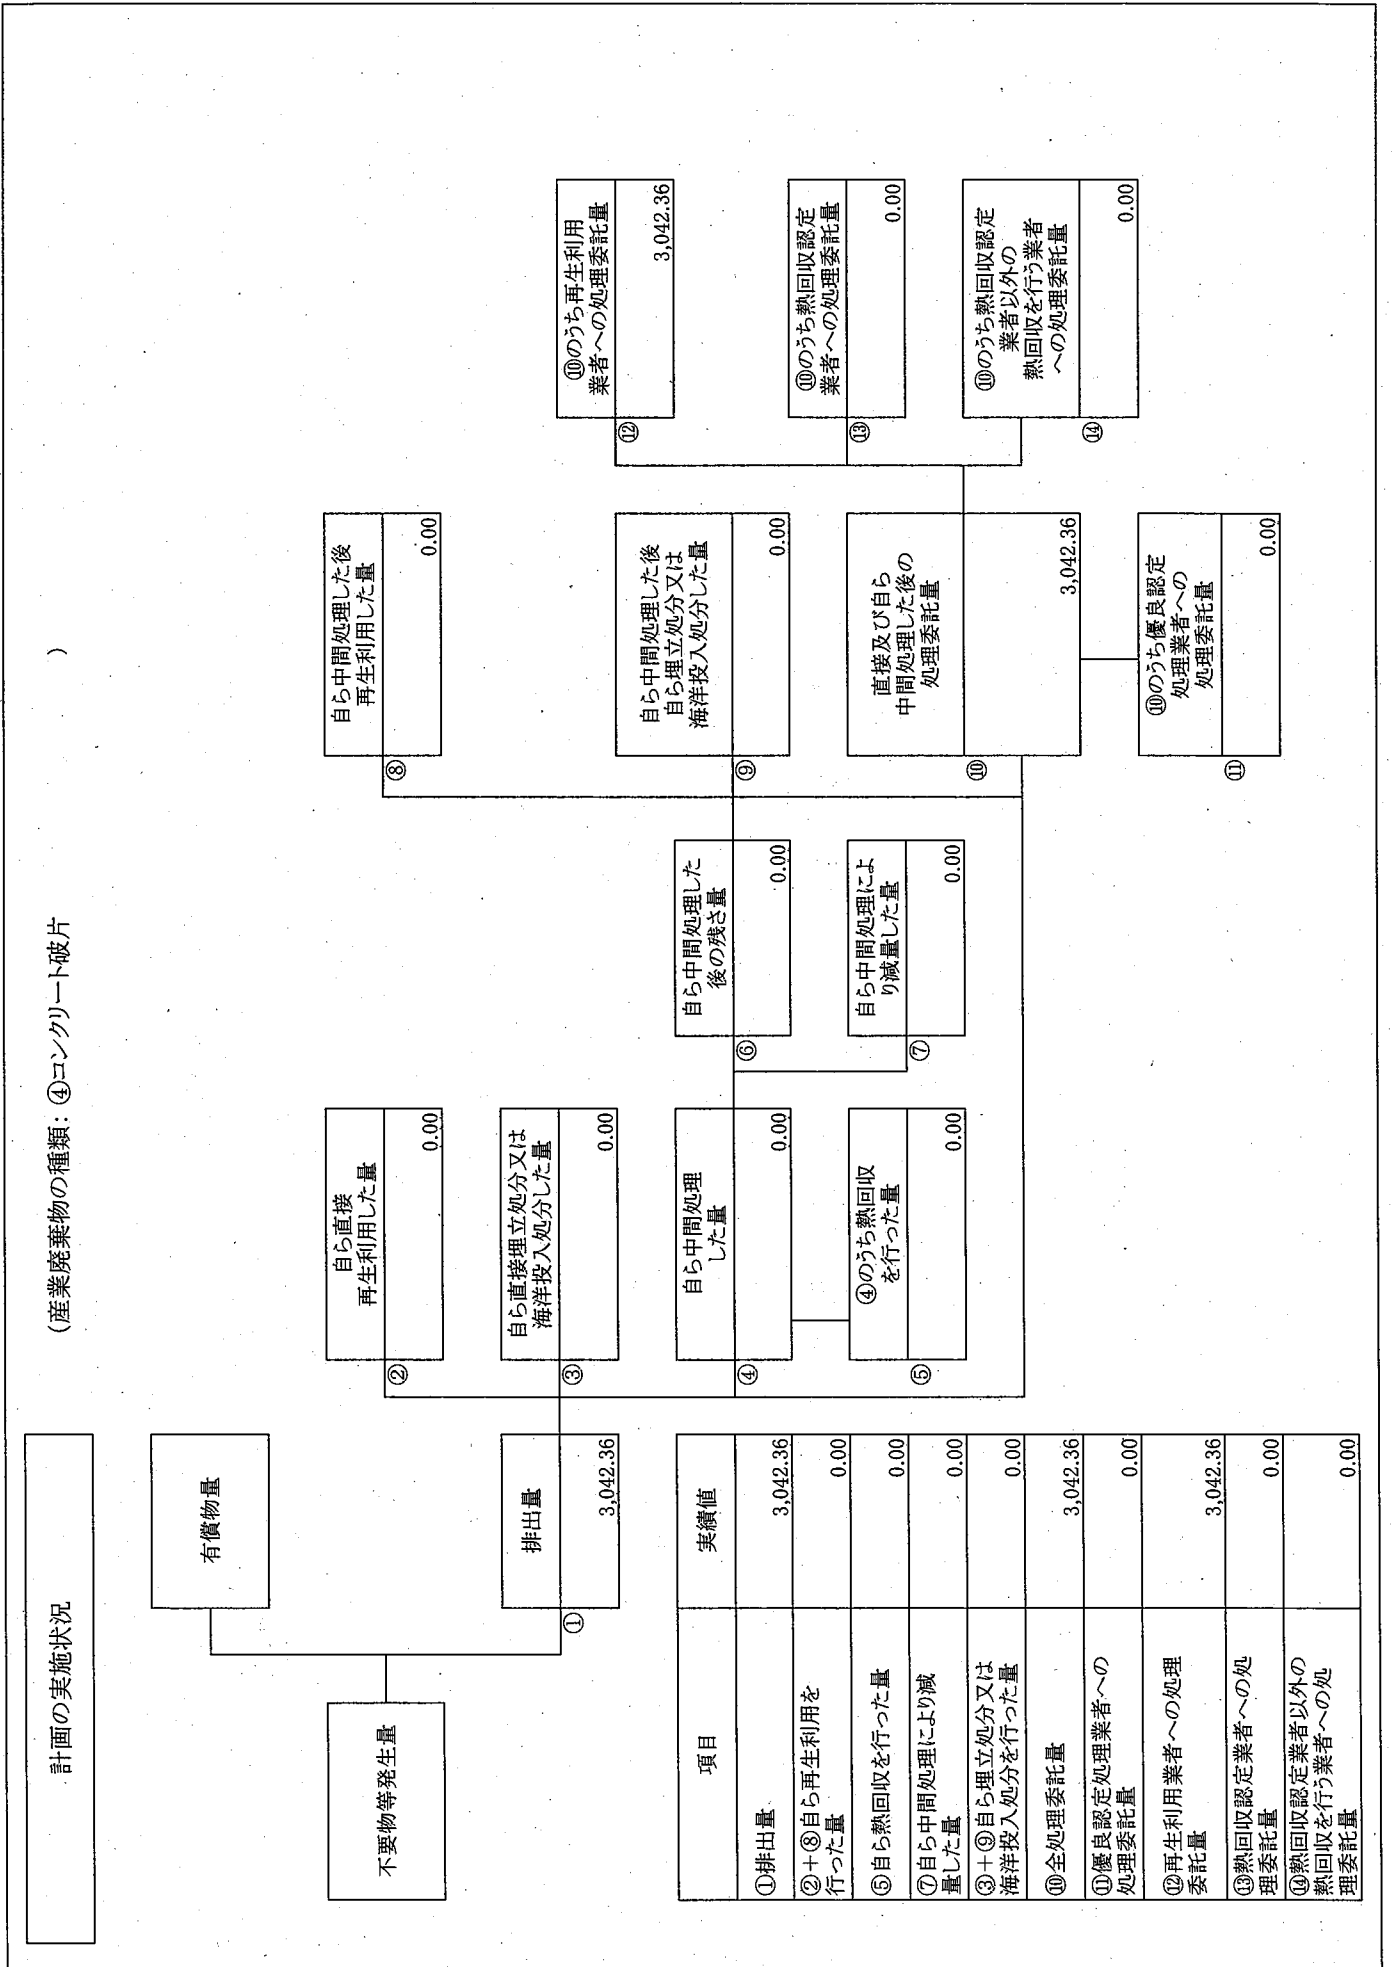 計画の実施状況
(産業廃棄物の種類：④コンクリート破片
)
不要物等発生量
有償物量
①
排出量
3,042.36
②
自ら直接
再生利用した量
0.00
③
自ら直接埋立処分又は
海洋投入処分した量
0.00
④
自ら中間処理
した量
0.00
⑤
④のうち熱回収
を行った量
0.00
⑥
自ら中間処理した
後の残さ量
0.00
⑦
自ら中間処理によ
り減量した量
0.00
⑧
自ら中間処理した後
再生利用した量
0.00
⑨
自ら中間処理した後
自ら埋立処分又は
海洋投入処分した量
0.00
⑩
直接及び自ら
中間処理した後の
処理委託量
3,042.36
⑪
⑩のうち優良認定
処理業者への
処理委託量
0.00
⑫
⑩のうち再生利用
業者への処理委託量
3,042.36
⑬
⑩のうち熱回収認定
業者への処理委託量
0.00
⑭
⑩のうち熱回収認定
業者以外の
熱回収を行う業者
への処理委託量
0.00
項目 実績値
①排出量 3,042.36
②+⑧自ら再生利用を 0.00
行った量
⑤自ら熱回収を行った量 0.00
⑦自ら中間処理により減 0.00
量した量
③+⑨自ら埋立処分又は 0.00
海洋投入処分を行った量
⑩全処理委託量 3,042.36
⑪優良認定処理業者への 0.00
処理委託量
⑫再生利用業者への処理 3,042.36
委託量
⑬熱回収認定業者への処 0.00
理委託量
⑭熱回収認定業者以外の 0.00
熱回収を行う業者への処
理委託量